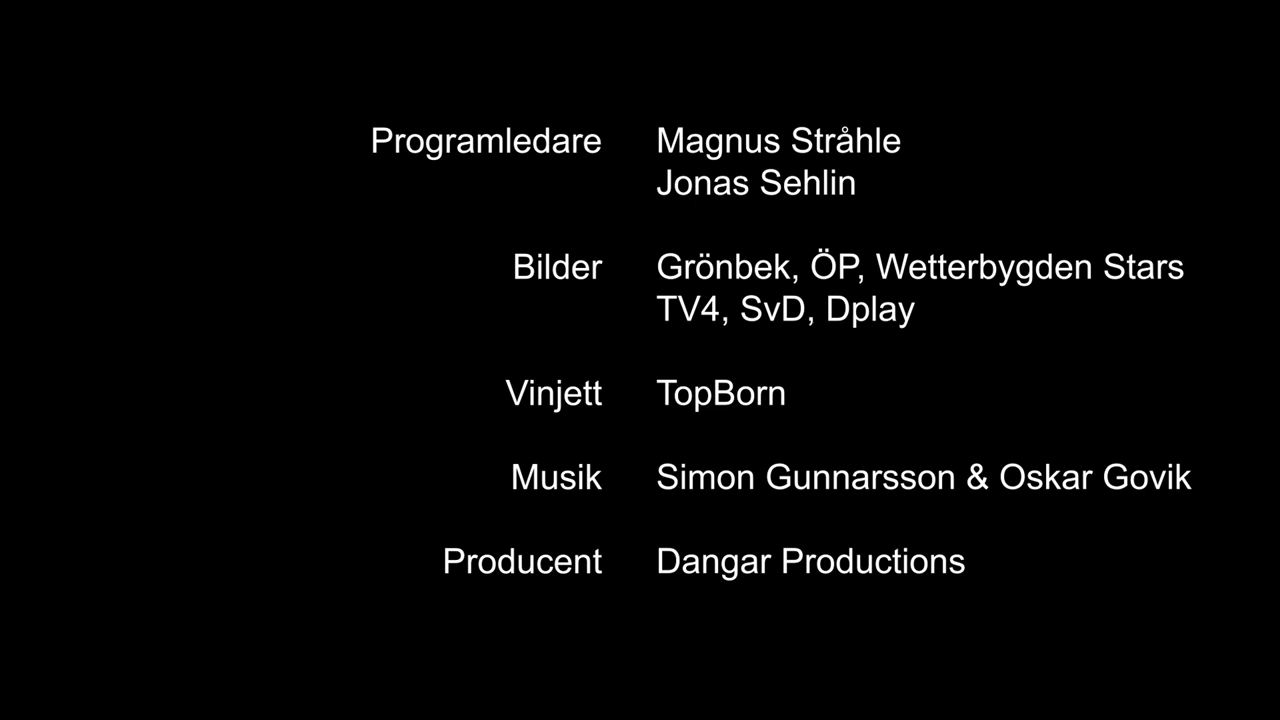 Programledare Magnus Stråhle
Jonas Sehlin
Bilder Grönbek, ÖP, Wetterbygden Stars
TV4, SvD, Dplay
Vinjett TopBorn
Musik Simon Gunnarsson & Oskar Govik
Producent Dangar Productions